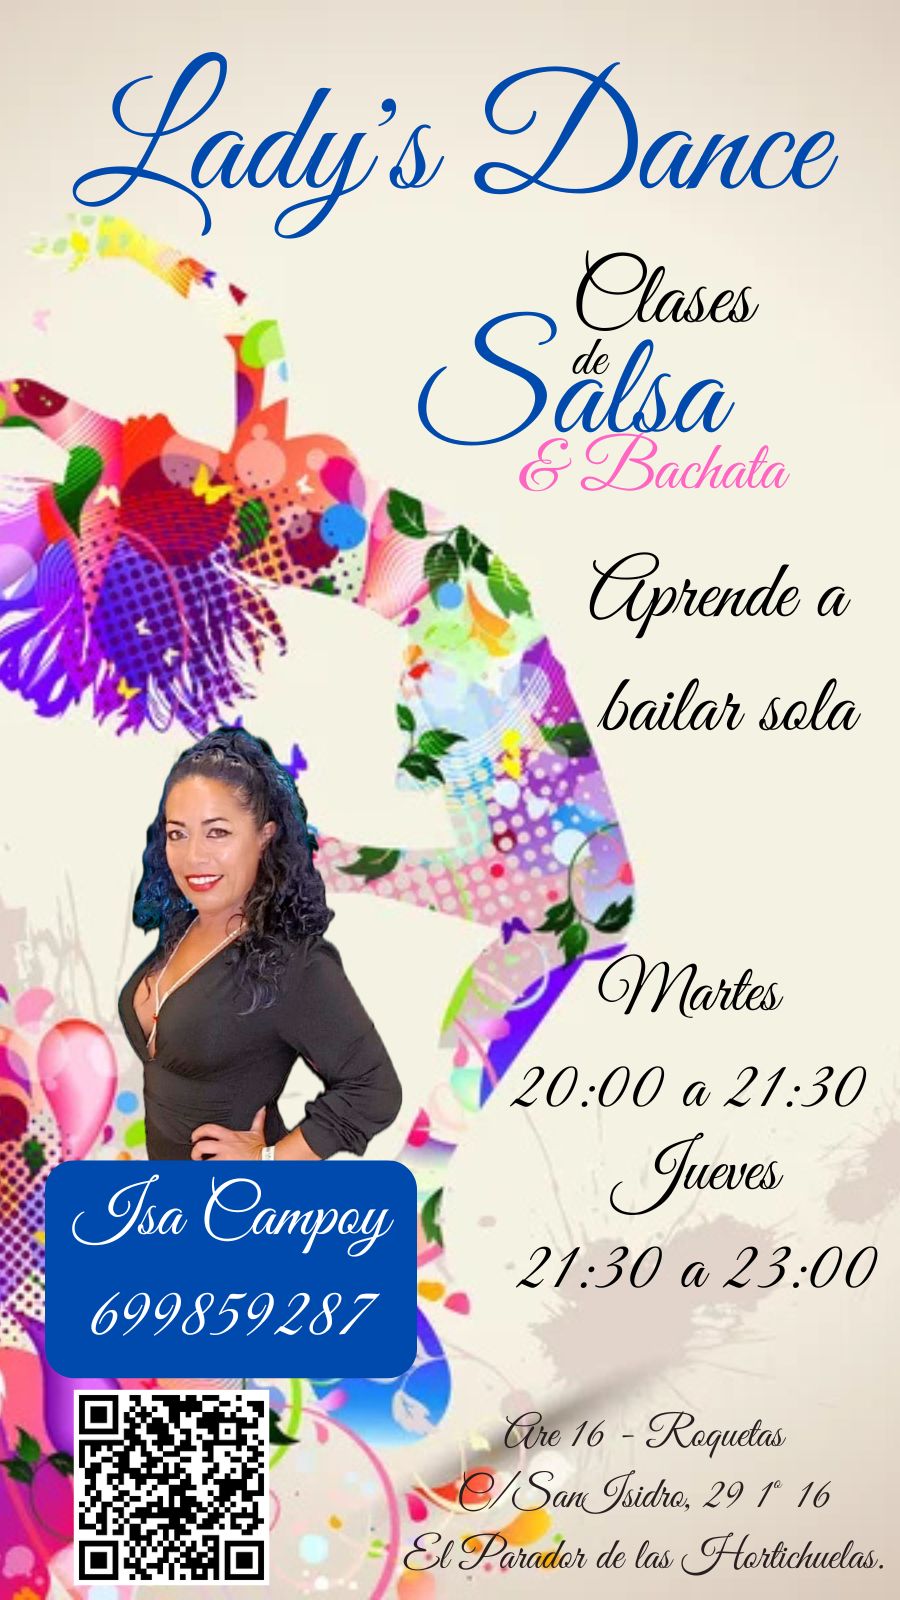 Lady's Dance
Clases
de
Salsa
& Bachata
Aprende a
bailar sola
Martes
20:00 a 21:30
Jueves
21:30 a 23:00
Isa Campoy
699859287
Are 16 - Roquetas
C/San Isidro, 29 1º 16
El Parador de las Hortichuelas.